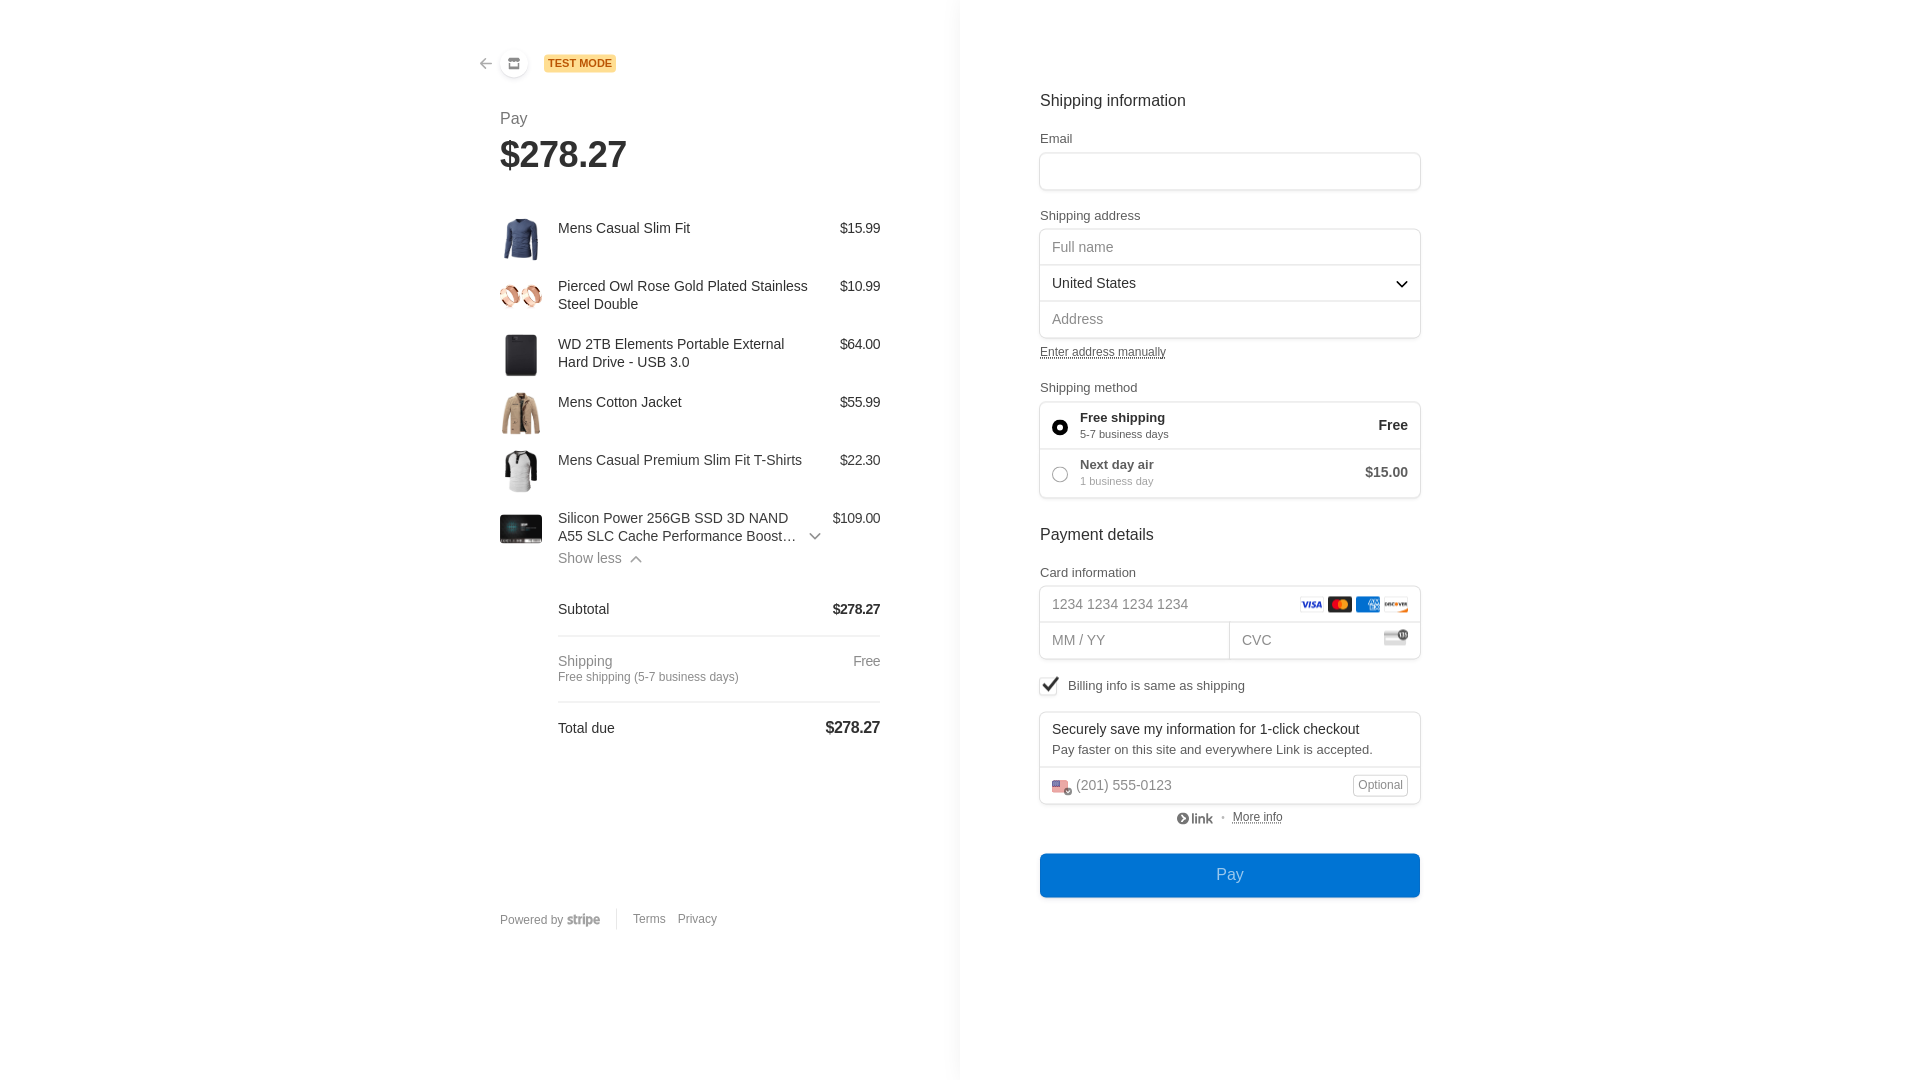 TEST MODE
Pay
$278.27
Mens Casual Slim Fit $15.99
Pierced Owl Rose Gold Plated Stainless $10.99
Steel Double
WD 2TB Elements Portable External $64.00
Hard Drive - USB 3.0
Mens Cotton Jacket $55.99
Mens Casual Premium Slim Fit T-Shirts $22.30
Silicon Power 256GB SSD 3D NAND $109.00
A55 SLC Cache Performance Boost…
Show less
Subtotal $278.27
Shipping Free
Free shipping (5-7 business days)
Total due $278.27
Powered by stripe Terms Privacy
Shipping information
Email
Shipping address
Full name
United States
Address
Enter address manually
Shipping method
Free shipping Free
5-7 business days
Next day air $15.00
1 business day
Payment details
Card information
1234 1234 1234 1234 VISA DISCOVER
MM / YY CVC
Billing info is same as shipping
Securely save my information for 1-click checkout
Pay faster on this site and everywhere Link is accepted.
(201) 555-0123 Optional
link • More info
Pay